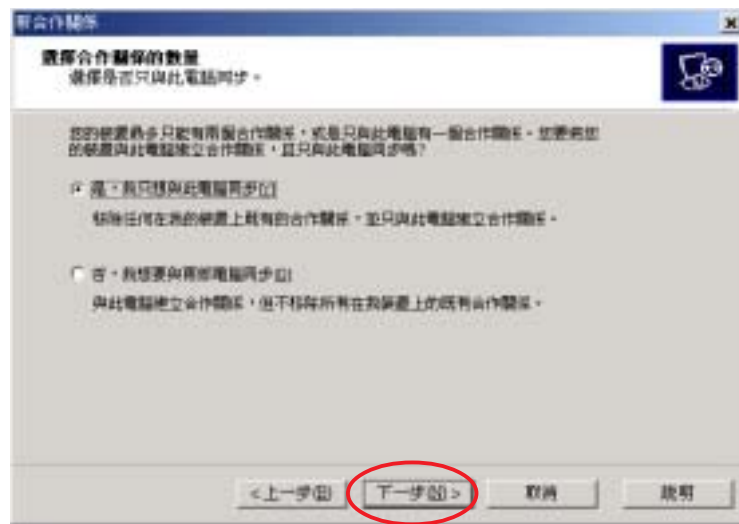 新合作關係
選擇合作關係的數量
選擇是否只與此電腦同步。
您的裝置最多只能有兩個合作關係，或是只與此電腦有一個合作關係。您要將您
的裝置與此電腦建立合作關係，且只與此電腦同步嗎?
是，我只想與此電腦同步(Y)
移除任何在我的裝置上既有的合作關係，並只與此電腦建立合作關係。
否，我想要與兩部電腦同步(O)
與此電腦建立合作關係，但不移除所有在我裝置上的既有合作關係。
<上一步(B) 下一步(N) > 取消 說明